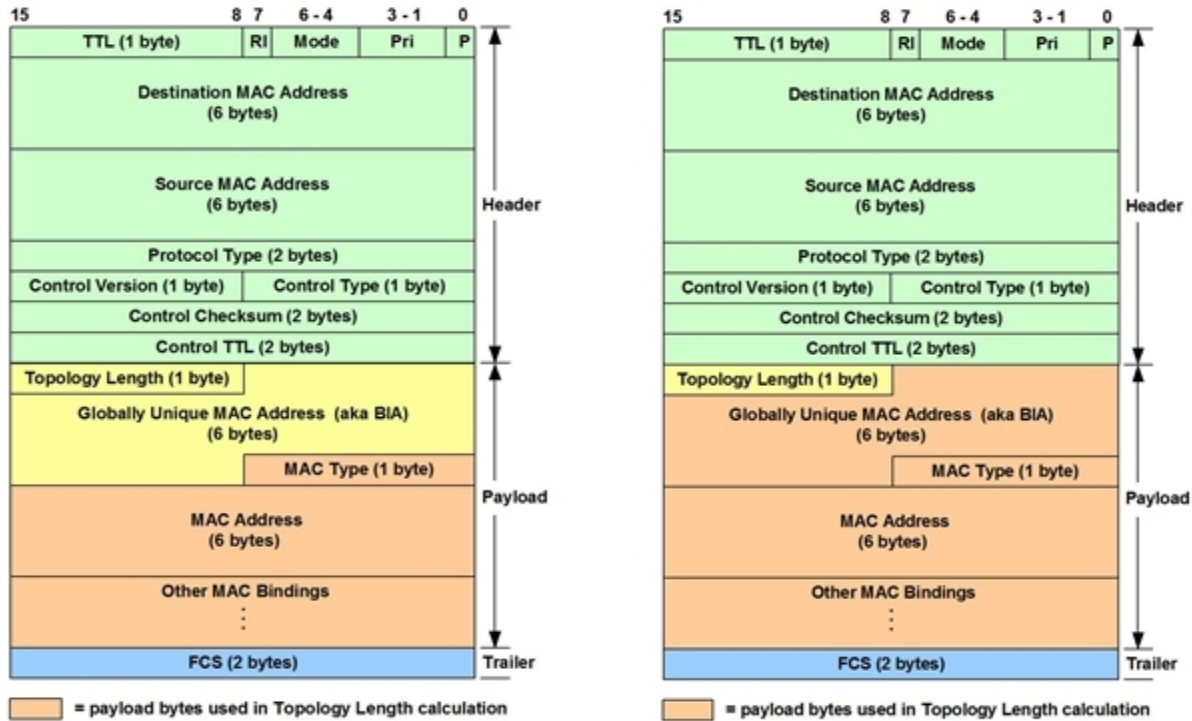 15 8 7 6 - 4 3 - 1 0
TTL (1 byte) RI Mode Pri P
Destination MAC Address
(6 bytes)
Source MAC Address
(6 bytes)
Header
Protocol Type (2 bytes)
Control Version (1 byte) Control Type (1 byte)
Control Checksum (2 bytes)
Control TTL (2 bytes)
Topology Length (1 byte)
Globally Unique MAC Address (aka BIA)
(6 bytes)
MAC Type (1 byte)
Payload
MAC Address
(6 bytes)
Other MAC Bindings
FCS (2 bytes) Trailer
= payload bytes used in Topology Length calculation
15 8 7 6 - 4 3 - 1 0
TTL (1 byte) RI Mode Pri P
Destination MAC Address
(6 bytes)
Source MAC Address
(6 bytes)
Header
Protocol Type (2 bytes)
Control Version (1 byte) Control Type (1 byte)
Control Checksum (2 bytes)
Control TTL (2 bytes)
Topology Length (1 byte)
Globally Unique MAC Address (aka BIA)
(6 bytes)
MAC Type (1 byte)
Payload
MAC Address
(6 bytes)
Other MAC Bindings
FCS (2 bytes) Trailer
= payload bytes used in Topology Length calculation